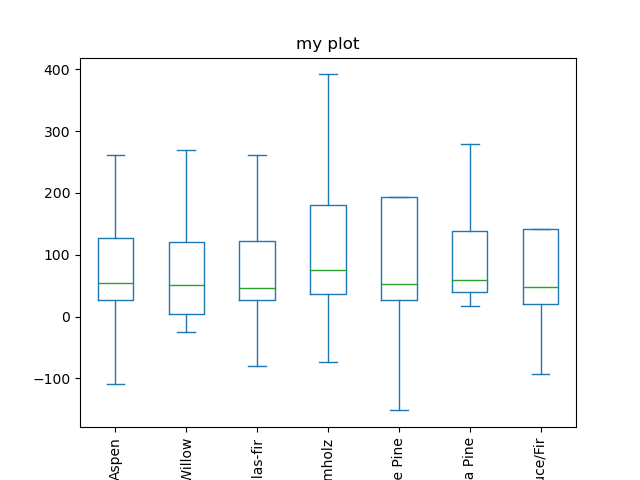 my plot
400
300
200
100
0
−100
Aspen
Willow
las-fir
mholz
e Pine
a Pine
uce/Fir